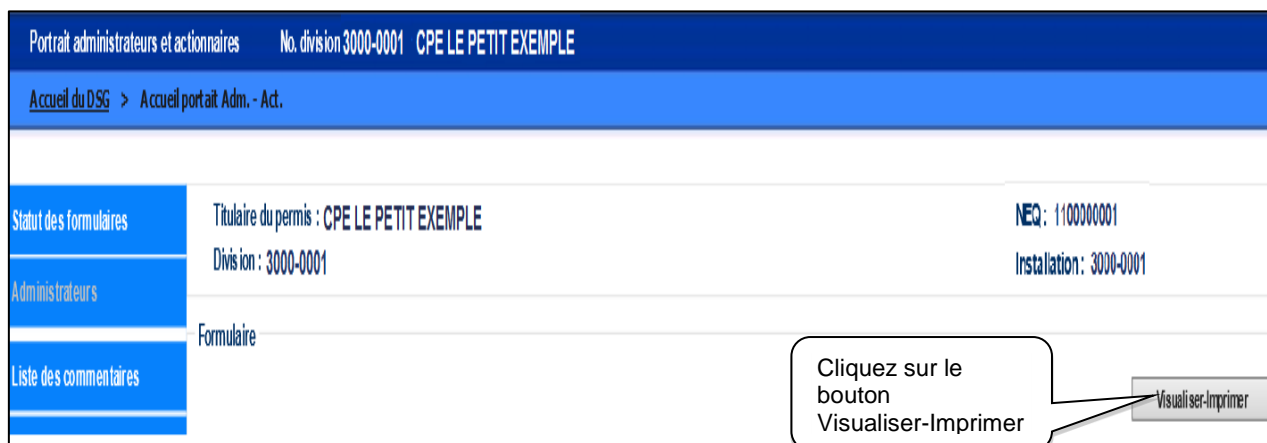 Portrait administrateurs et actionnaires No. division 3000-0001 CPE LE PETIT EXEMPLE
Accueil du DSG > Accueil portait Adm. - Act.
Statut des formulaires
Titulaire du permis : CPE LE PETIT EXEMPLE
NEQ : 1100000001
Division : 3000-0001
Installation : 3000-0001
Administrateurs
Formulaire
Liste des commentaires
Cliquez sur le
bouton
Visualiser-Imprimer
Visualiser-Imprimer